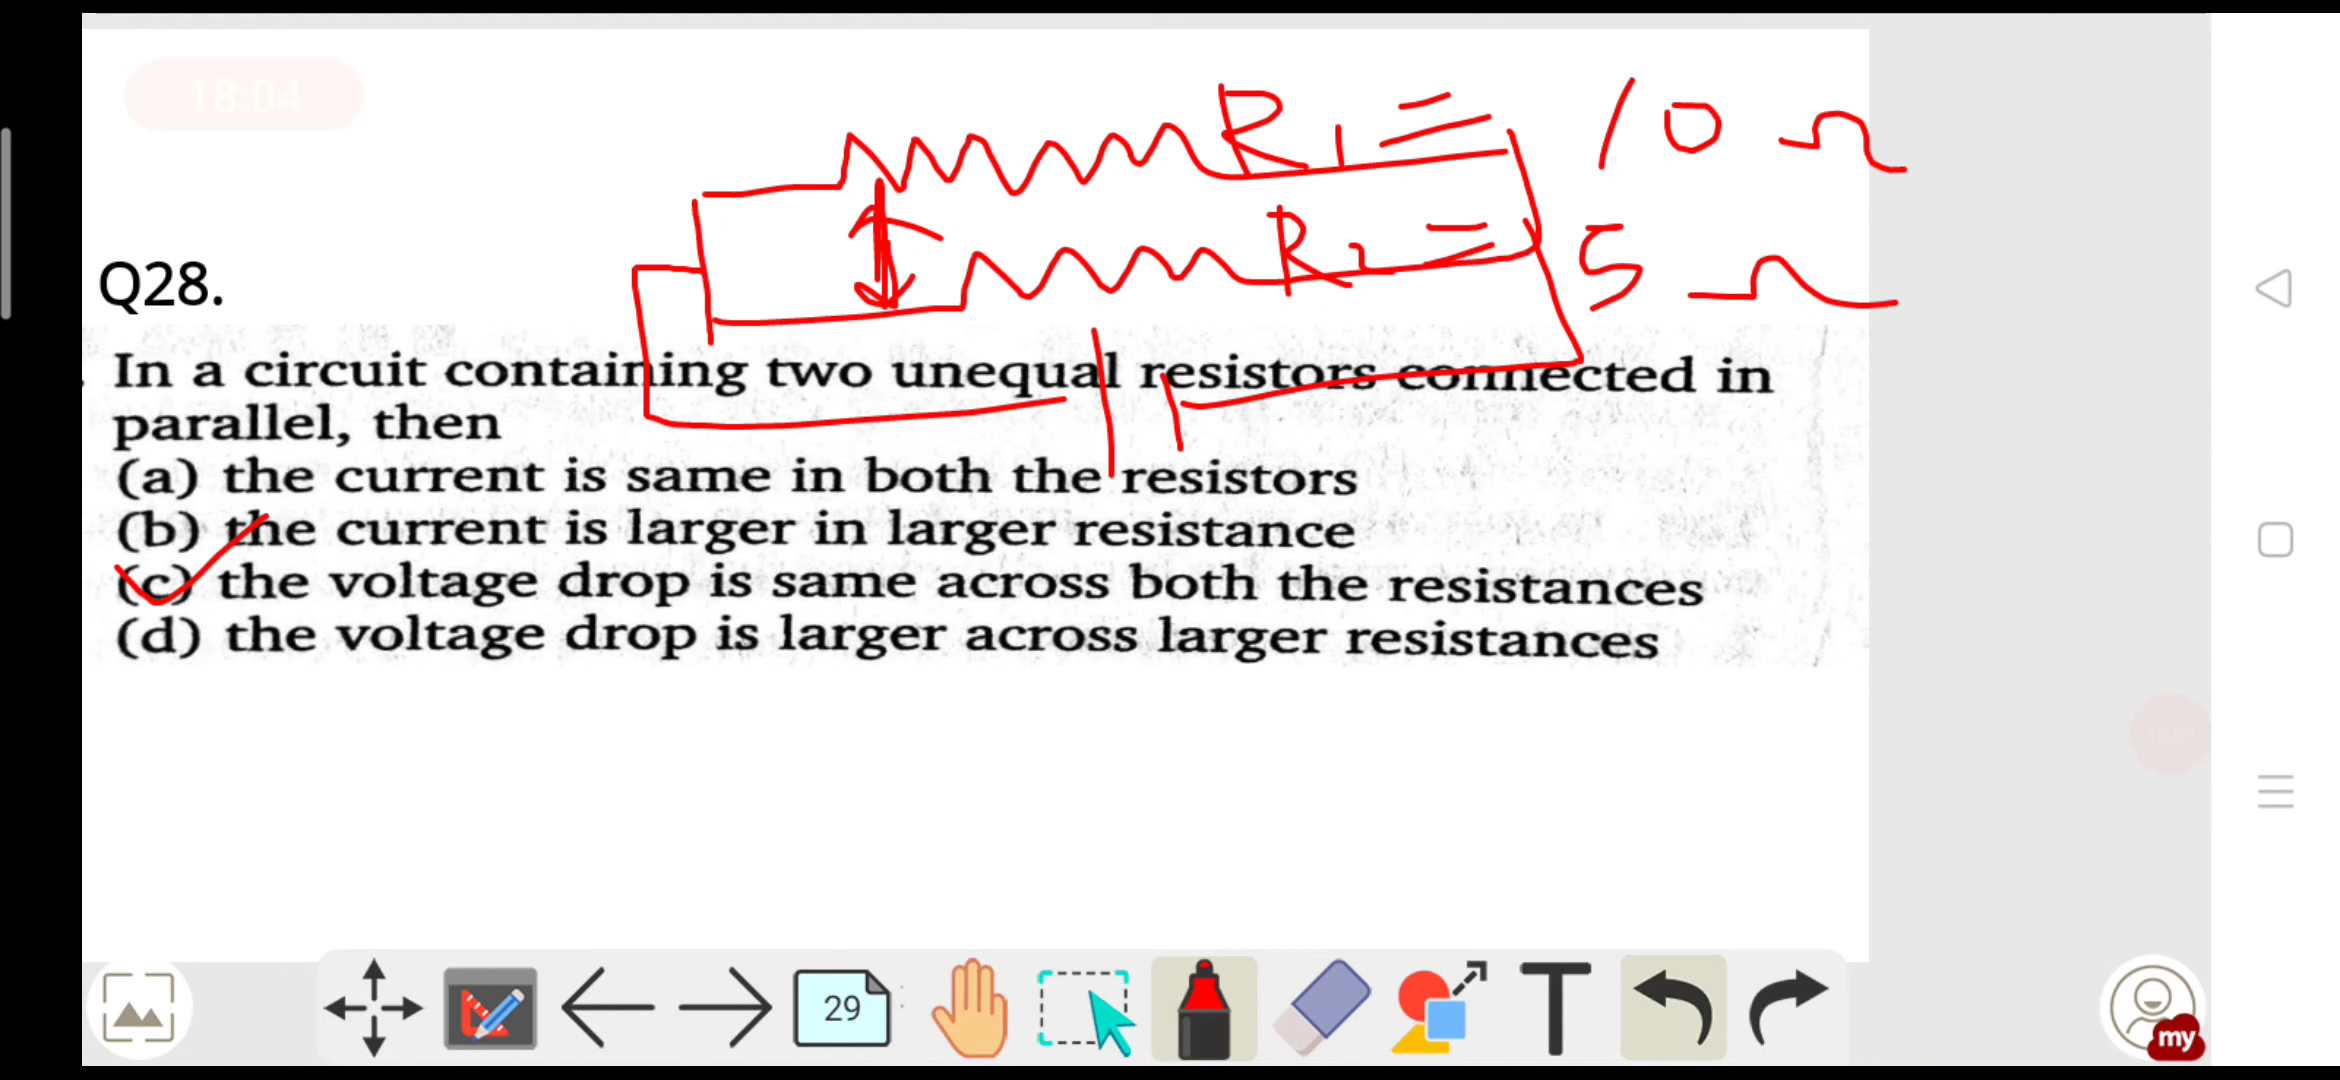 18:04
R1 = 10 Ω
R2 = 5 Ω
Q28.
In a circuit containing two unequal resistors connected in
parallel, then
(a) the current is same in both the resistors
(b) the current is larger in larger resistance
(c) the voltage drop is same across both the resistances
(d) the voltage drop is larger across larger resistances
29
T
my